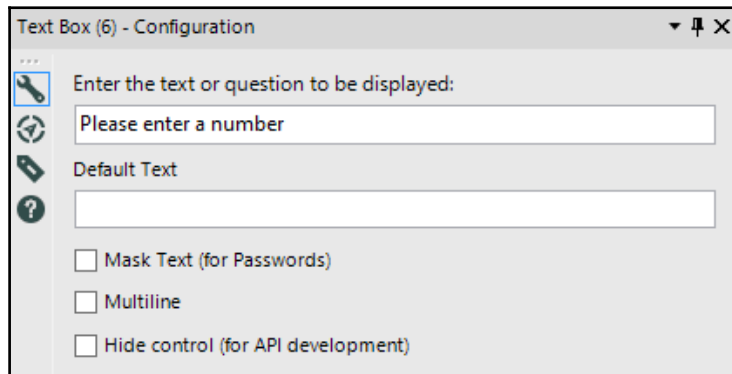 Text Box (6) - Configuration
Enter the text or question to be displayed:
Please enter a number
Default Text
Mask Text (for Passwords)
Multiline
Hide control (for API development)